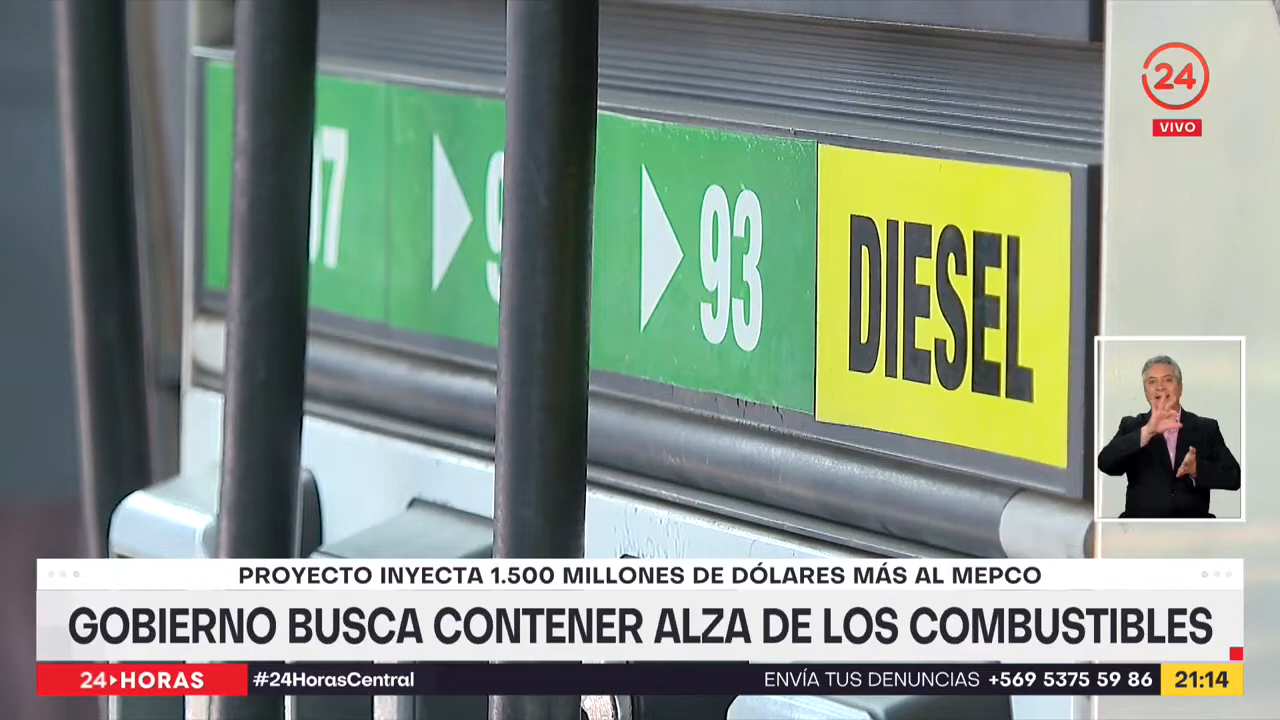 24
VIVO
93
DIESEL
PROYECTO INYECTA 1.500 MILLONES DE DÓLARES MÁS AL MEPCO
GOBIERNO BUSCA CONTENER ALZA DE LOS COMBUSTIBLES
24 HORAS #24HorasCentral ENVÍA TUS DENUNCIAS +569 5375 59 86 21:14